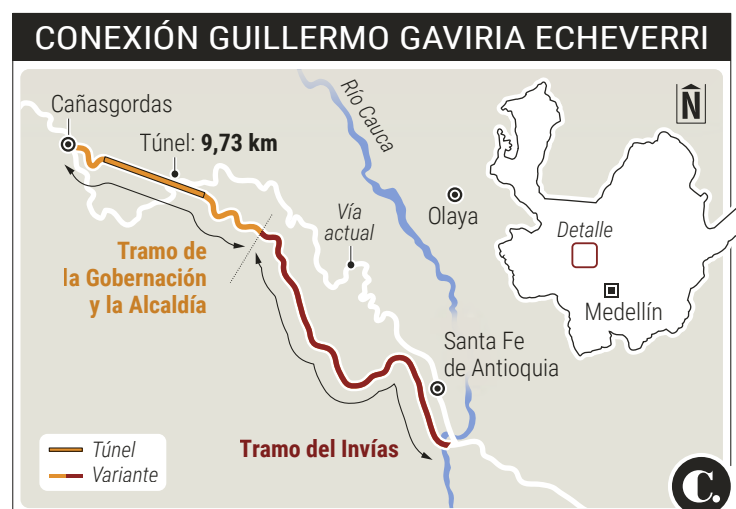 CONEXIÓN GUILLERMO GAVIRIA ECHEVERRI
Cañasgordas
Túnel: 9,73 km
Río Cauca
N
Vía
actual
Olaya
Detalle
Medellín
Tramo de
la Gobernación
y la Alcaldía
Santa Fe
de Antioquia
Tramo del Invías
Túnel
Variante
C.